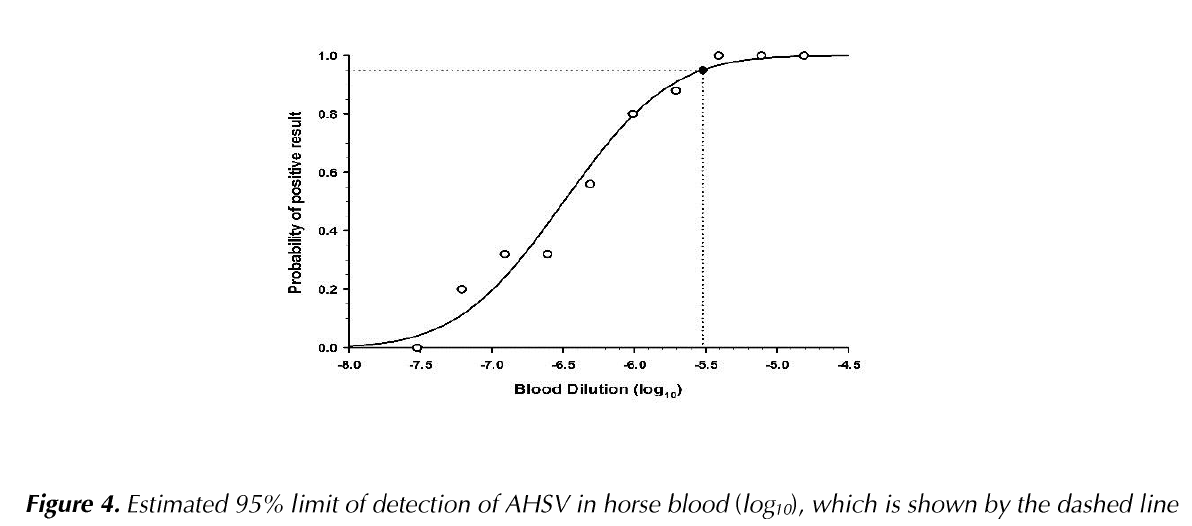 1.0
0.8
0.6
0.4
0.2
0.0
Probability of positive result
-8.0 -7.5 -7.0 -6.5 -6.0 -5.5 -5.0 -4.5
Blood Dilution (log10)
Figure 4. Estimated 95% limit of detection of AHSV in horse blood (log10), which is shown by the dashed line